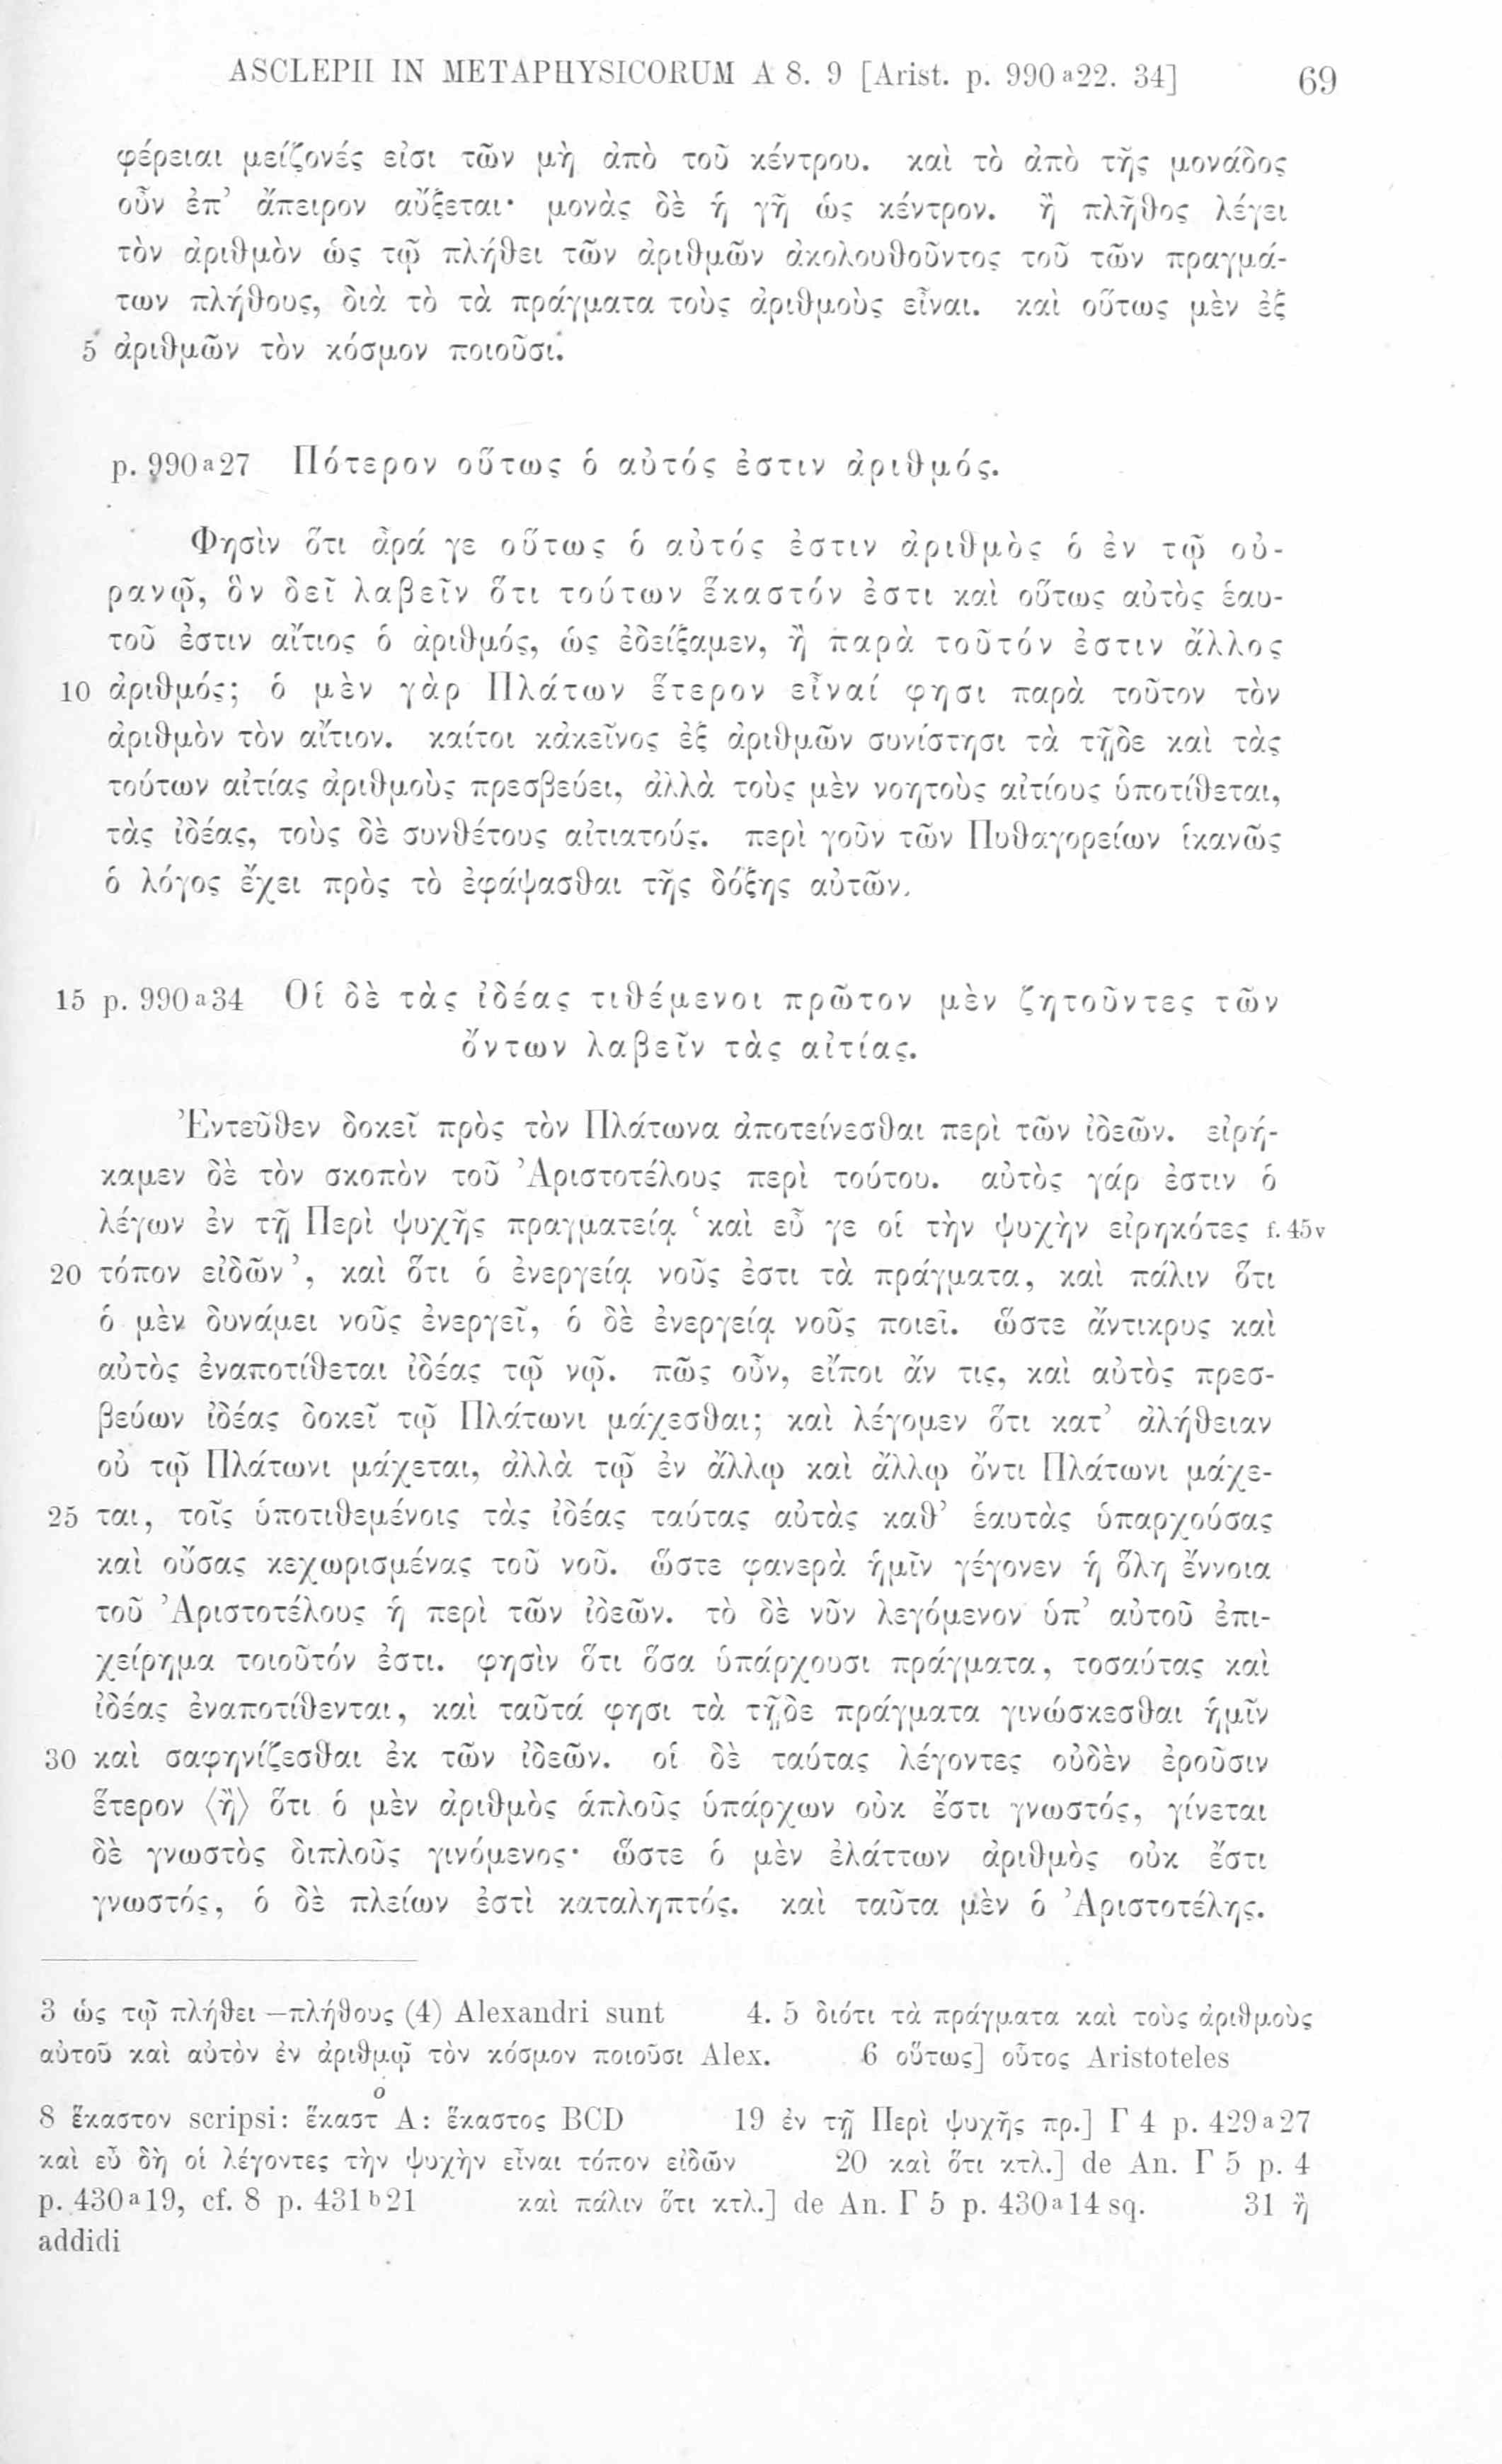 ASCLEPII IN METAPHYSICORUM A 8. 9 [Arist. p. 990 a 22. 34] 69
φέρειαι μείζονές εἰσι τῶν μὴ ἀπὸ τοῦ κέντρου. καὶ τὸ ἀπὸ τῆς μονάδος
οὖν ἐπ’ ἄπειρον αὔξεται· μονὰς δὲ ἡ γῆ ὡς κέντρον. ἢ πλῆθος λέγει
τὸν ἀριθμὸν ὡς τῷ πλήθει τῶν ἀριθμῶν ἀκολουθοῦντος τοῦ τῶν πραγμά-
των πλήθους, διὰ τὸ τὰ πράγματα τοὺς ἀριθμοὺς εἶναι. καὶ οὕτως μὲν ἐξ
5 ἀριθμῶν τὸν κόσμον ποιοῦσι.
p. 990 a 27 Πότερον οὕτως ὁ αὐτός ἐστιν ἀριθμός.
Φησὶν ὅτι ἆρά γε οὕτως ὁ αὐτός ἐστιν ἀριθμὸς ὁ ἐν τῷ οὐ-
ρανῷ, ὃν δεῖ λαβεῖν ὅτι τούτων ἕκαστόν ἐστι καὶ οὕτως αὐτὸς ἑαυ-
τοῦ ἐστιν αἴτιος ὁ ἀριθμός, ὡς ἐδείξαμεν, ἢ παρὰ τοῦτόν ἐστιν ἄλλος
10 ἀριθμός; ὁ μὲν γὰρ Πλάτων ἕτερον εἶναί φησι παρὰ τοῦτον τὸν
ἀριθμὸν τὸν αἴτιον. καίτοι κἀκεῖνος ἐξ ἀριθμῶν συνίστησι τὰ τῇδε καὶ τὰς
τούτων αἰτίας ἀριθμοὺς πρεσβεύει, ἀλλὰ τοὺς μὲν νοητοὺς αἰτίους ὑποτίθεται,
τὰς ἰδέας, τοὺς δὲ συνθέτους αἰτιατούς. περὶ γοῦν τῶν Πυθαγορείων ἱκανῶς
ὁ λόγος ἔχει πρὸς τὸ ἐφάψασθαι τῆς δόξης αὐτῶν.
15 p. 990 a 34 Οἱ δὲ τὰς ἰδέας τιθέμενοι πρῶτον μὲν ζητοῦντες τῶν
ὄντων λαβεῖν τὰς αἰτίας.
Ἐντεῦθεν δοκεῖ πρὸς τὸν Πλάτωνα ἀποτείνεσθαι περὶ τῶν ἰδεῶν. εἰρή-
καμεν δὲ τὸν σκοπὸν τοῦ Ἀριστοτέλους περὶ τούτου. αὐτὸς γάρ ἐστιν ὁ
λέγων ἐν τῇ Περὶ ψυχῆς πραγματείᾳ ‘καὶ εὖ γε οἱ τὴν ψυχὴν εἰρηκότες f. 45v
20 τόπον εἰδῶν’, καὶ ὅτι ὁ ἐνεργείᾳ νοῦς ἐστι τὰ πράγματα, καὶ πάλιν ὅτι
ὁ μὲν δυνάμει νοῦς ἐνεργεῖ, ὁ δὲ ἐνεργείᾳ νοῦς ποιεῖ. ὥστε ἄντικρυς καὶ
αὐτὸς ἐναποτίθεται ἰδέας τῷ νῷ. πῶς οὖν, εἴποι ἄν τις, καὶ αὐτὸς πρεσ-
βεύων ἰδέας δοκεῖ τῷ Πλάτωνι μάχεσθαι; καὶ λέγομεν ὅτι κατ’ ἀλήθειαν
οὐ τῷ Πλάτωνι μάχεται, ἀλλὰ τῷ ἐν ἄλλῳ καὶ ἄλλῳ ὄντι Πλάτωνι μάχε-
25 ται, τοῖς ὑποτιθεμένοις τὰς ἰδέας ταύτας αὐτὰς καθ’ ἑαυτὰς ὑπαρχούσας
καὶ οὔσας κεχωρισμένας τοῦ νοῦ. ὥστε φανερὰ ἡμῖν γέγονεν ἡ ὅλη ἔννοια
τοῦ Ἀριστοτέλους ἡ περὶ τῶν ἰδεῶν. τὸ δὲ νῦν λεγόμενον ὑπ’ αὐτοῦ ἐπι-
χείρημα τοιοῦτόν ἐστι. φησὶν ὅτι ὅσα ὑπάρχουσι πράγματα, τοσαύτας καὶ
ἰδέας ἐναποτίθενται, καὶ ταῦτά φησι τὰ τῇδε πράγματα γινώσκεσθαι ἡμῖν
30 καὶ σαφηνίζεσθαι ἐκ τῶν ἰδεῶν. οἱ δὲ ταύτας λέγοντες οὐδὲν ἐροῦσιν
ἕτερον ⟨ἢ⟩ ὅτι ὁ μὲν ἀριθμὸς ἁπλοῦς ὑπάρχων οὐκ ἔστι γνωστός, γίνεται
δὲ γνωστὸς διπλοῦς γινόμενος· ὥστε ὁ μὲν ἐλάττων ἀριθμὸς οὐκ ἔστι
γνωστός, ὁ δὲ πλείων ἐστὶ καταληπτός. καὶ ταῦτα μὲν ὁ Ἀριστοτέλης.
3 ὡς τῷ πλήθει —πλήθους (4) Alexandri sunt 4. 5 διότι τὰ πράγματα καὶ τοὺς ἀριθμοὺς
αὐτοῦ καὶ αὐτὸν ἐν ἀριθμῷ τὸν κόσμον ποιοῦσι Alex. 6 οὕτως] οὗτος Aristoteles
8 ἕκαστον scripsi: ἕκαστ ο A: ἕκαστος BCD 19 ἐν τῇ Περὶ ψυχῆς πρ.] Γ 4 p. 429 a 27
καὶ εὖ δὴ οἱ λέγοντες τὴν ψυχὴν εἶναι τόπον εἰδῶν 20 καὶ ὅτι κτλ.] de An. Γ 5 p. 4
p. 430 a 19, cf. 8 p. 431 b 21 καὶ πάλιν ὅτι κτλ.] de An. Γ 5 p. 430 a 14 sq. 31 ἢ
addidi